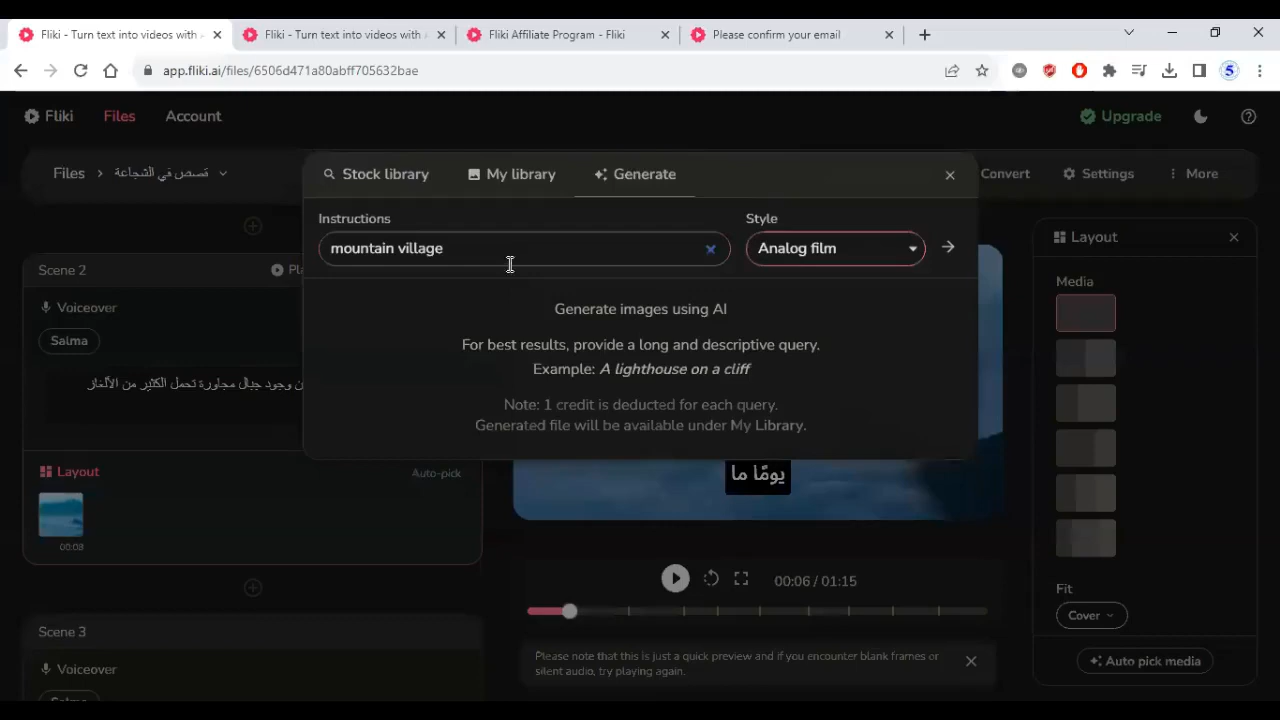 Fliki - Turn text into videos with
Fliki - Turn text into videos with
Fliki Affiliate Program - Fliki
Please confirm your email
app.fliki.ai/files/6506d471a80abff705632bae
5
Fliki
Files
Account
Upgrade
Files
قصص في الشجاعة
Stock library
My library
Generate
Convert
Settings
More
Instructions
Style
mountain village
Analog film
Layout
Scene 2
Voiceover
Salma
ن وجود جبال مجاورة تحمل الكثير من الألغاز
Generate images using AI
For best results, provide a long and descriptive query.
Example: A lighthouse on a cliff
Note: 1 credit is deducted for each query.
Generated file will be available under My Library.
Media
Layout
Auto-pick
00:03
يومًا ما
00:06 / 01:15
Fit
Cover
Scene 3
Voiceover
Please note that this is just a quick preview and if you encounter blank frames or
silent audio, try playing again.
Auto pick media